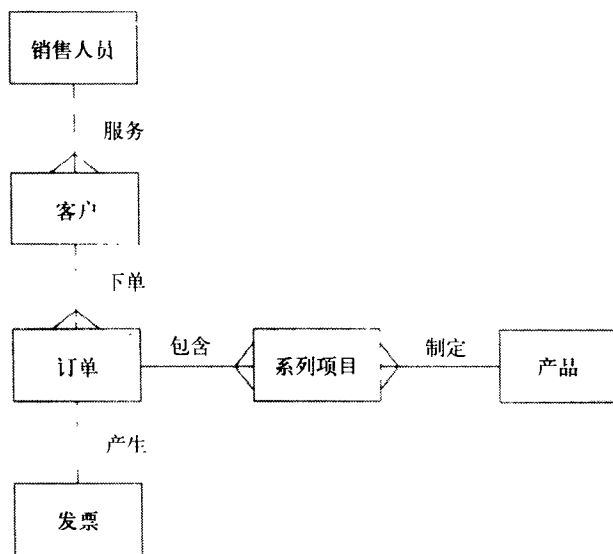 销售人员
服务
客户
下单
订单
包含
系列项目
制定
产品
产生
发票